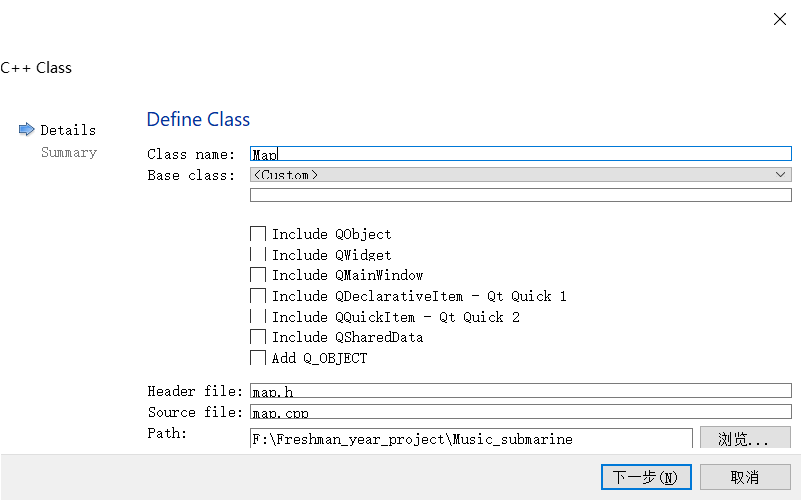 C++ Class
Details
Summary
Define Class
Class name: Map
Base class: <Custom>
Include QObject
Include QWidget
Include QMainWindow
Include QDeclarativeItem - Qt Quick 1
Include QQuickItem - Qt Quick 2
Include QSharedData
Add Q_OBJECT
Header file: map.h
Source file: map.cpp
Path: F:\Freshman_year_project\Music_submarine 浏览...
下一步(N) 取消